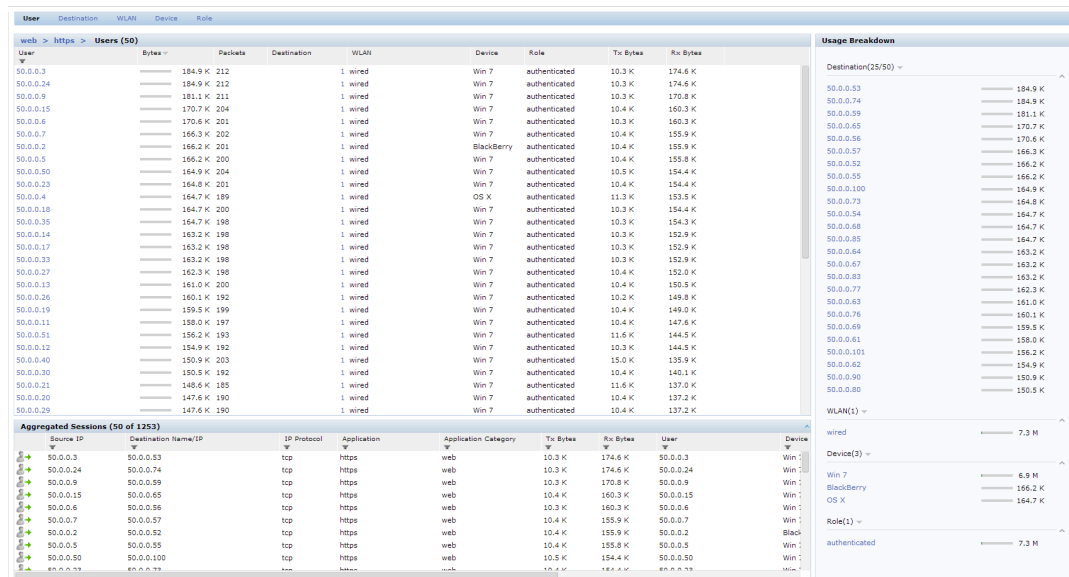 User Destination WLAN Device Role
web > https > Users (50)
User Bytes Packets Destination WLAN Device Role Tx Bytes Rx Bytes
50.0.0.3 184.9 K 212 1 wired Win 7 authenticated 10.3 K 174.6 K
50.0.0.24 184.9 K 212 1 wired Win 7 authenticated 10.3 K 174.6 K
50.0.0.9 181.1 K 211 1 wired Win 7 authenticated 10.3 K 170.8 K
50.0.0.15 170.7 K 204 1 wired Win 7 authenticated 10.4 K 160.3 K
50.0.0.6 170.6 K 201 1 wired Win 7 authenticated 10.3 K 160.3 K
50.0.0.7 166.3 K 202 1 wired Win 7 authenticated 10.4 K 155.9 K
50.0.0.2 166.2 K 201 1 wired BlackBerry authenticated 10.4 K 155.9 K
50.0.0.5 166.2 K 200 1 wired Win 7 authenticated 10.4 K 155.8 K
50.0.0.50 164.9 K 204 1 wired Win 7 authenticated 10.5 K 154.4 K
50.0.0.23 164.8 K 201 1 wired Win 7 authenticated 10.4 K 154.4 K
50.0.0.4 164.7 K 189 1 wired OS X authenticated 11.3 K 153.5 K
50.0.0.18 164.7 K 200 1 wired Win 7 authenticated 10.3 K 154.4 K
50.0.0.35 164.7 K 198 1 wired Win 7 authenticated 10.3 K 154.3 K
50.0.0.14 163.2 K 198 1 wired Win 7 authenticated 10.3 K 152.9 K
50.0.0.17 163.2 K 198 1 wired Win 7 authenticated 10.3 K 152.9 K
50.0.0.33 163.2 K 198 1 wired Win 7 authenticated 10.3 K 152.9 K
50.0.0.27 162.3 K 198 1 wired Win 7 authenticated 10.4 K 152.0 K
50.0.0.13 161.0 K 200 1 wired Win 7 authenticated 10.4 K 150.5 K
50.0.0.26 160.1 K 192 1 wired Win 7 authenticated 10.2 K 149.8 K
50.0.0.19 159.5 K 199 1 wired Win 7 authenticated 10.4 K 149.0 K
50.0.0.11 158.0 K 197 1 wired Win 7 authenticated 10.4 K 147.6 K
50.0.0.51 156.2 K 193 1 wired Win 7 authenticated 11.6 K 144.5 K
50.0.0.12 154.9 K 192 1 wired Win 7 authenticated 10.3 K 144.5 K
50.0.0.40 150.9 K 203 1 wired Win 7 authenticated 15.0 K 135.9 K
50.0.0.30 150.5 K 192 1 wired Win 7 authenticated 10.4 K 140.1 K
50.0.0.21 148.6 K 185 1 wired Win 7 authenticated 11.6 K 137.0 K
50.0.0.20 147.6 K 190 1 wired Win 7 authenticated 10.4 K 137.2 K
50.0.0.29 147.6 K 190 1 wired Win 7 authenticated 10.4 K 137.2 K
Aggregated Sessions (50 of 1253)
Source IP Destination Name/IP IP Protocol Application Application Category Tx Bytes Rx Bytes User Device
50.0.0.3 50.0.0.53 tcp https web 10.3 K 174.6 K 50.0.0.3 Win 7
50.0.0.24 50.0.0.74 tcp https web 10.3 K 174.6 K 50.0.0.24 Win 7
50.0.0.9 50.0.0.59 tcp https web 10.3 K 170.8 K 50.0.0.9 Win 7
50.0.0.15 50.0.0.65 tcp https web 10.4 K 160.3 K 50.0.0.15 Win 7
50.0.0.6 50.0.0.56 tcp https web 10.3 K 160.3 K 50.0.0.6 Win 7
50.0.0.7 50.0.0.57 tcp https web 10.4 K 155.9 K 50.0.0.7 Win 7
50.0.0.2 50.0.0.52 tcp https web 10.4 K 155.9 K 50.0.0.2 Black
50.0.0.5 50.0.0.55 tcp https web 10.4 K 155.8 K 50.0.0.5 Win 7
50.0.0.50 50.0.0.100 tcp https web 10.5 K 154.4 K 50.0.0.50 Win 7
50.0.0.23 50.0.0.73 tcp https web 10.4 K 154.4 K 50.0.0.23 Win 7
Usage Breakdown
Destination(25/50)
50.0.0.53 184.9 K
50.0.0.74 184.9 K
50.0.0.59 181.1 K
50.0.0.65 170.7 K
50.0.0.56 170.6 K
50.0.0.57 166.3 K
50.0.0.52 166.2 K
50.0.0.55 166.2 K
50.0.0.100 164.9 K
50.0.0.73 164.8 K
50.0.0.54 164.7 K
50.0.0.68 164.7 K
50.0.0.85 164.7 K
50.0.0.64 163.2 K
50.0.0.67 163.2 K
50.0.0.83 163.2 K
50.0.0.77 162.3 K
50.0.0.63 161.0 K
50.0.0.76 160.1 K
50.0.0.69 159.5 K
50.0.0.61 158.0 K
50.0.0.101 156.2 K
50.0.0.62 154.9 K
50.0.0.90 150.9 K
50.0.0.80 150.5 K
WLAN(1)
wired 7.3 M
Device(3)
Win 7 6.9 M
BlackBerry 166.2 K
OS X 164.7 K
Role(1)
authenticated 7.3 M